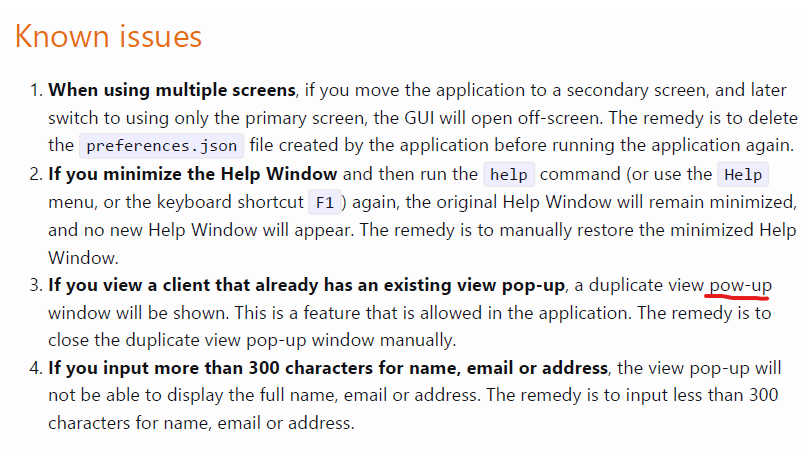 Known issues
1. When using multiple screens, if you move the application to a secondary screen, and later
switch to using only the primary screen, the GUI will open off-screen. The remedy is to delete
the preferences.json file created by the application before running the application again.
2. If you minimize the Help Window and then run the help command (or use the Help
menu, or the keyboard shortcut F1 ) again, the original Help Window will remain minimized,
and no new Help Window will appear. The remedy is to manually restore the minimized Help
Window.
3. If you view a client that already has an existing view pop-up, a duplicate view pow-up
window will be shown. This is a feature that is allowed in the application. The remedy is to
close the duplicate view pop-up window manually.
4. If you input more than 300 characters for name, email or address, the view pop-up will
not be able to display the full name, email or address. The remedy is to input less than 300
characters for name, email or address.